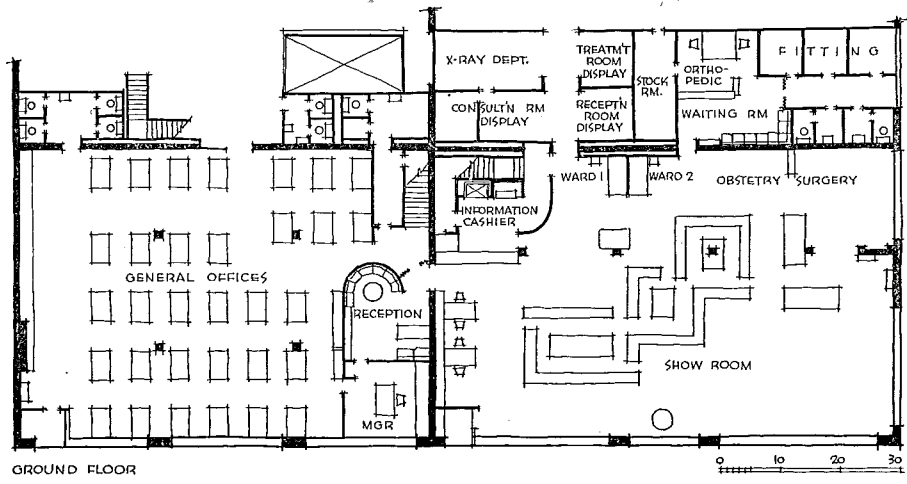 X-RAY DEPT.
TREATM'T
ROOM
DISPLAY
STOCK
RM.
ORTHO-
PEDIC
FITTING
CONSULT'N RM
DISPLAY
RECEPT'N
ROOM
DISPLAY
WAITING RM
WARD 1
WARD 2
OBSTETRY SURGERY
INFORMATION
CASHIER
GENERAL OFFICES
RECEPTION
SHOW ROOM
MGR
GROUND FLOOR
0 10 20 30